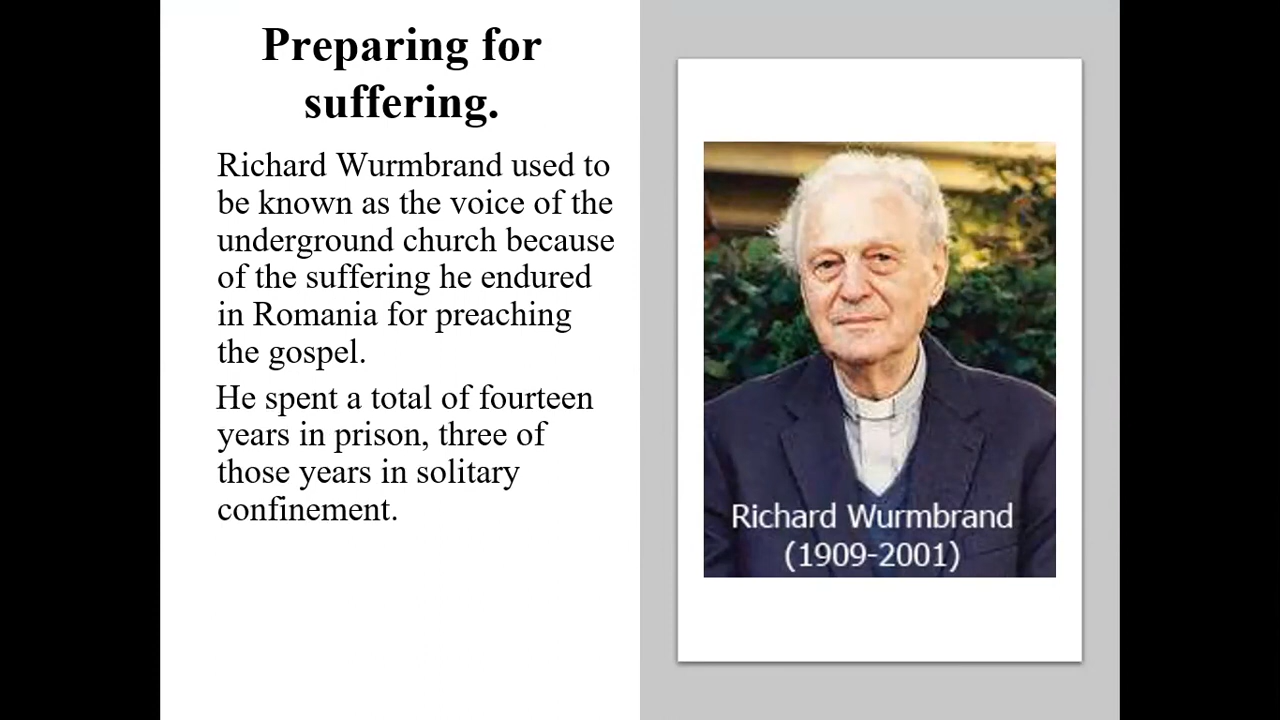 Preparing for
suffering.
Richard Wurmbrand used to
be known as the voice of the
underground church because
of the suffering he endured
in Romania for preaching
the gospel.
He spent a total of fourteen
years in prison, three of
those years in solitary
confinement.
Richard Wurmbrand
(1909-2001)